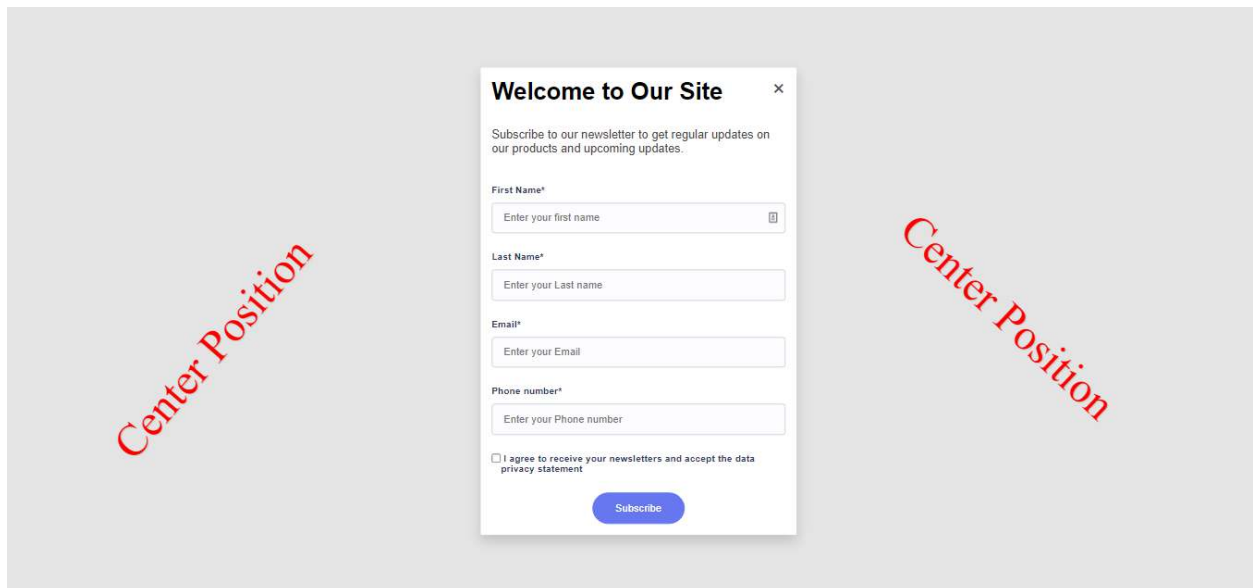 Welcome to Our Site
×
Subscribe to our newsletter to get regular updates on
our products and upcoming updates.
First Name*
Enter your first name
Last Name*
Enter your Last name
Email*
Enter your Email
Phone number*
Enter your Phone number
I agree to receive your newsletters and accept the data
privacy statement
Subscribe
Center Position
Center Position